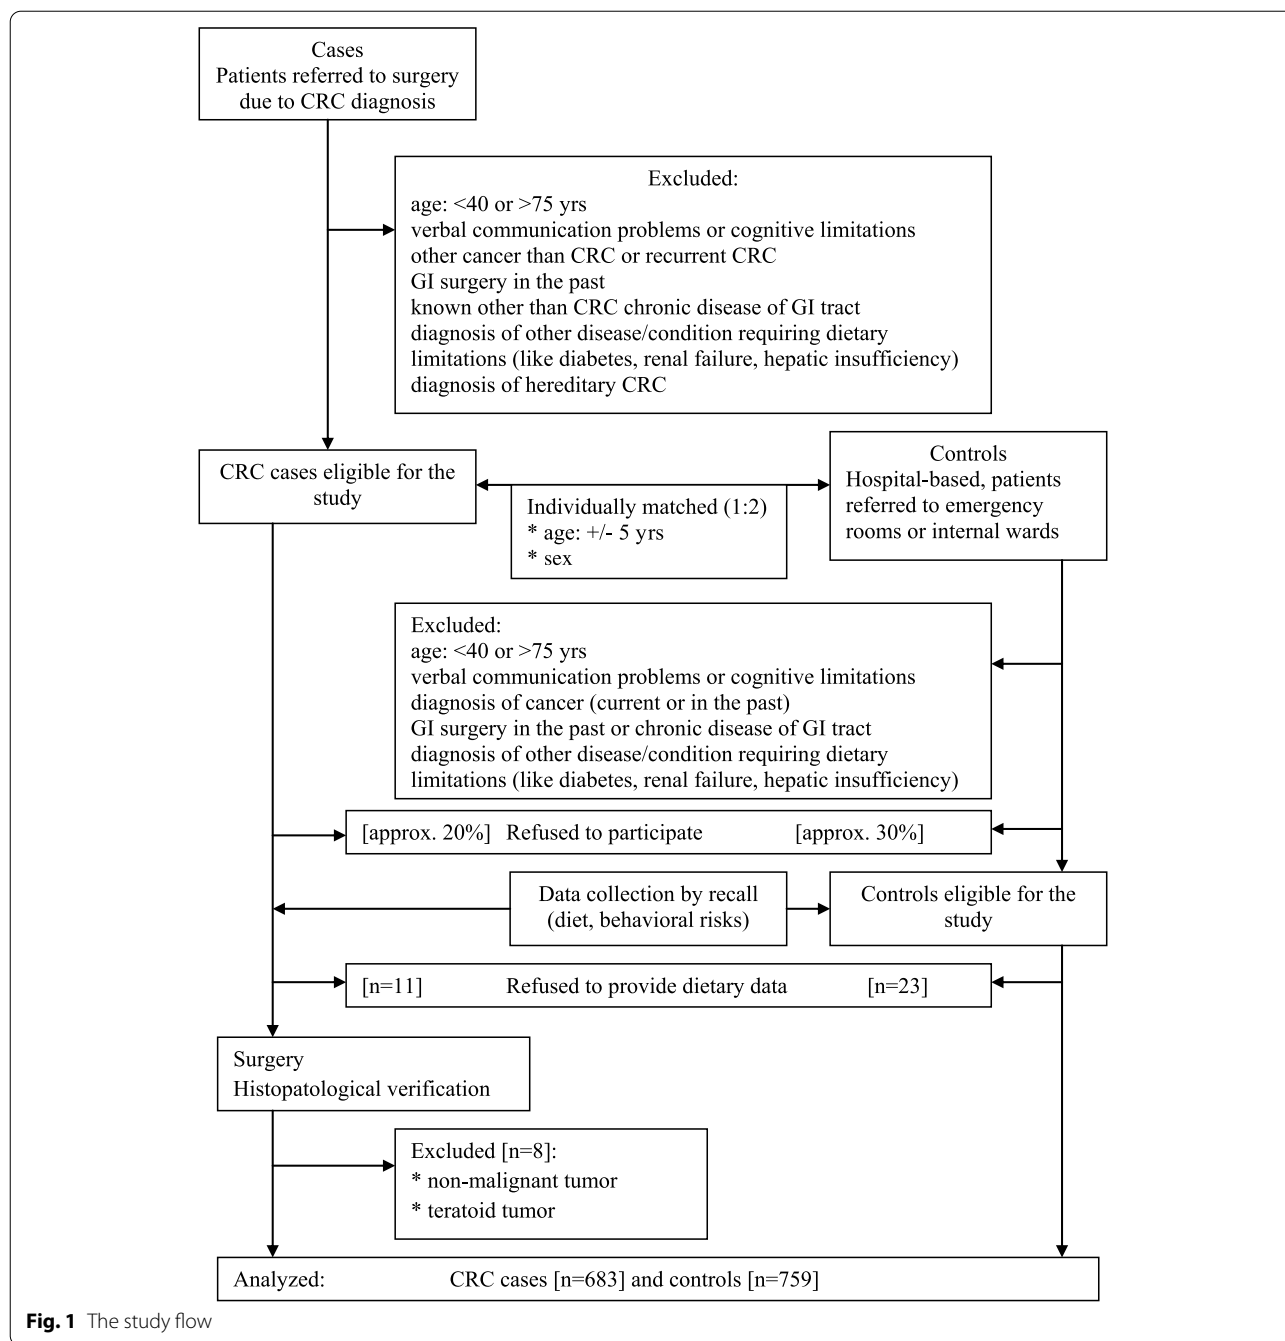 Cases
Patients referred to surgery
due to CRC diagnosis
Excluded:
age: <40 or >75 yrs
verbal communication problems or cognitive limitations
other cancer than CRC or recurrent CRC
GI surgery in the past
known other than CRC chronic disease of GI tract
diagnosis of other disease/condition requiring dietary
limitations (like diabetes, renal failure, hepatic insufficiency)
diagnosis of hereditary CRC
CRC cases eligible for the
study
Individually matched (1:2)
* age: +/- 5 yrs
* sex
Controls
Hospital-based, patients
referred to emergency
rooms or internal wards
Excluded:
age: <40 or >75 yrs
verbal communication problems or cognitive limitations
diagnosis of cancer (current or in the past)
GI surgery in the past or chronic disease of GI tract
diagnosis of other disease/condition requiring dietary
limitations (like diabetes, renal failure, hepatic insufficiency)
[approx. 20%] Refused to participate [approx. 30%]
Data collection by recall
(diet, behavioral risks)
Controls eligible for the
study
[n=11] Refused to provide dietary data [n=23]
Surgery
Histopatological verification
Excluded [n=8]:
* non-malignant tumor
* teratoid tumor
Analyzed: CRC cases [n=683] and controls [n=759]
Fig. 1 The study flow